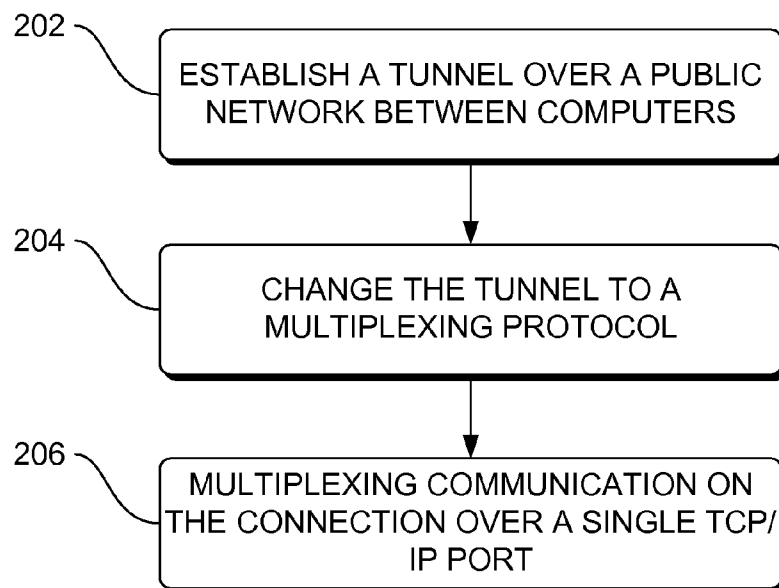 202
ESTABLISH A TUNNEL OVER A PUBLIC
NETWORK BETWEEN COMPUTERS
204
CHANGE THE TUNNEL TO A
MULTIPLEXING PROTOCOL
206
MULTIPLEXING COMMUNICATION ON
THE CONNECTION OVER A SINGLE TCP/
IP PORT